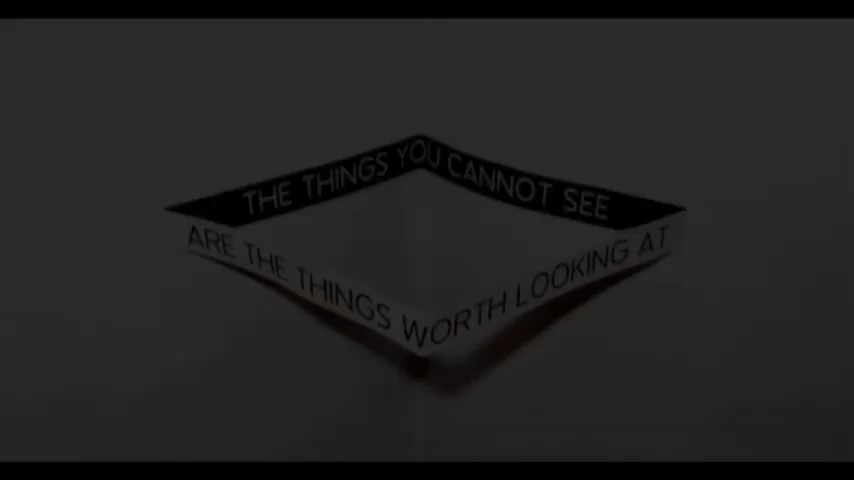 THE THINGS YOU CANNOT SEE
ARE THE THINGS WORTH LOOKING AT